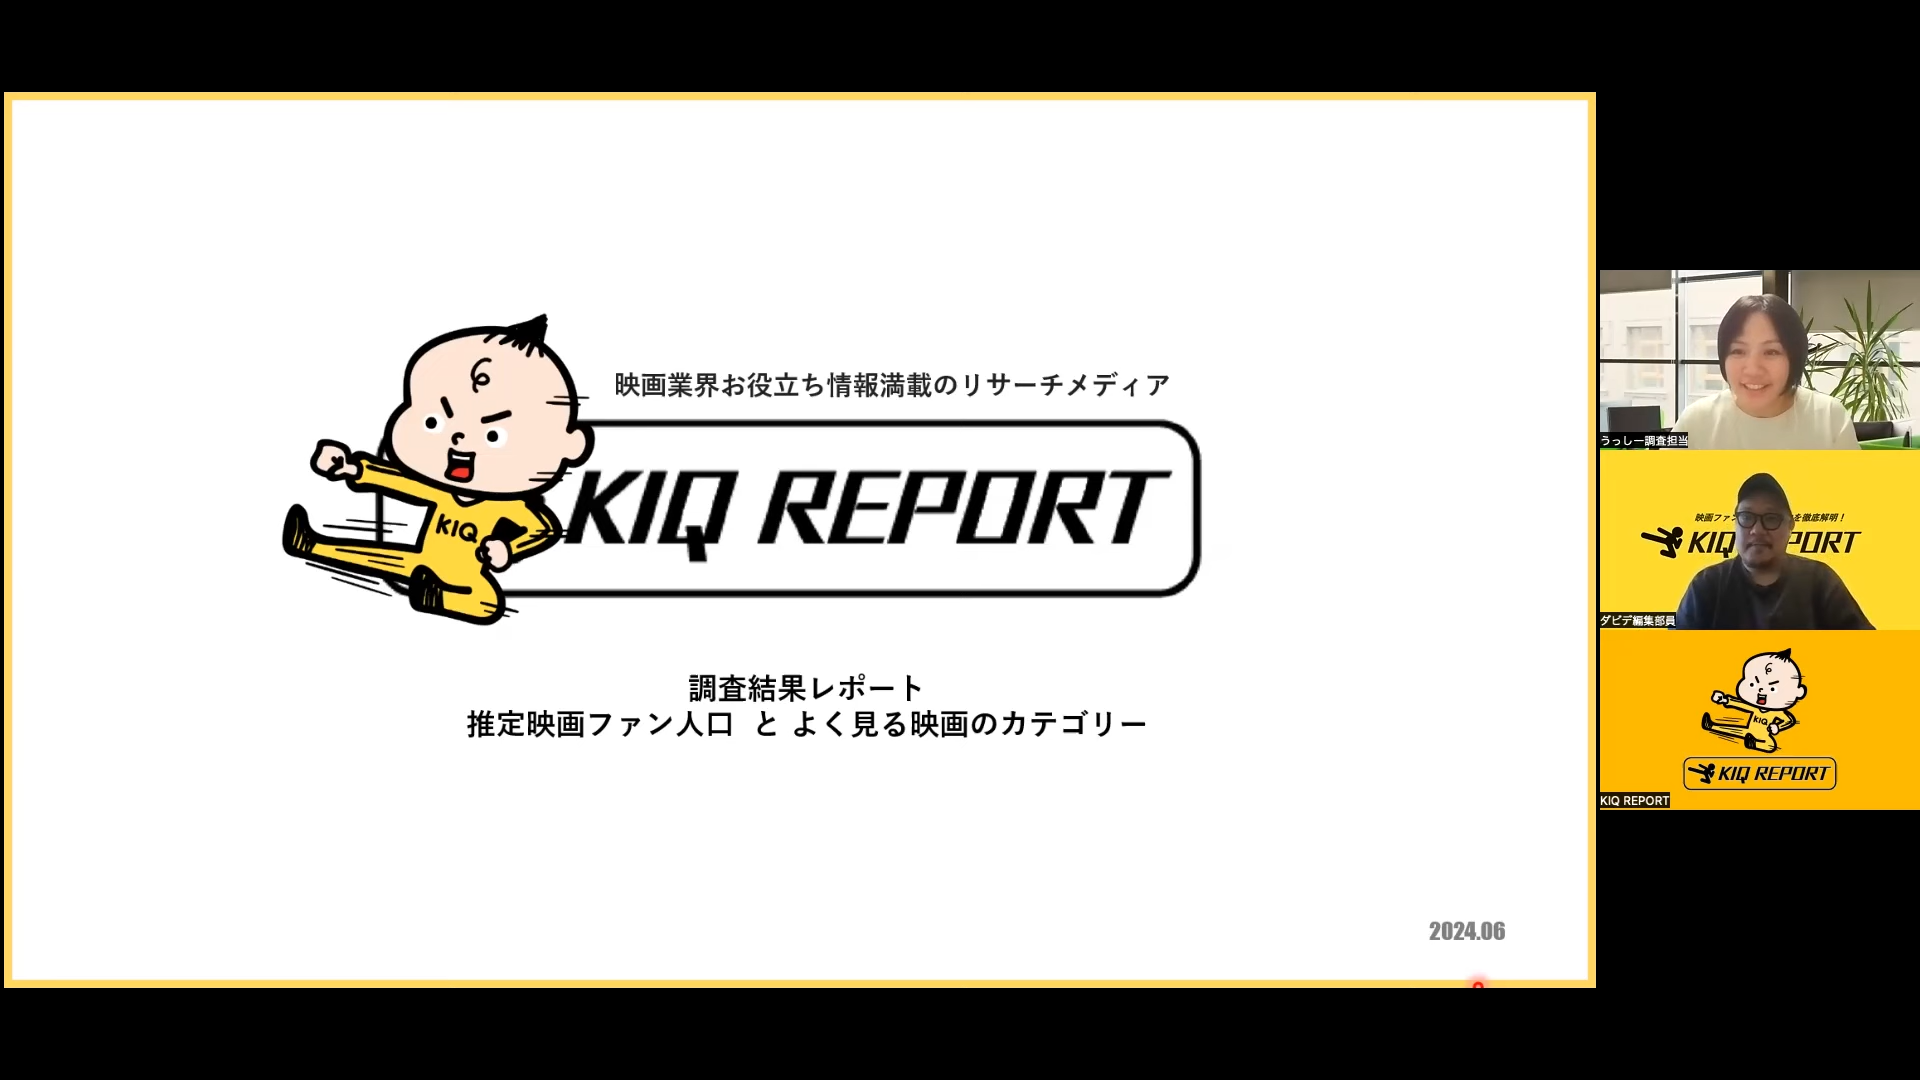 映画業界お役立ち情報満載のリサーチメディア
KIQ
KIQ REPORT
調査結果レポート
推定映画ファン人口 と よく見る映画のカテゴリー
2024.06
うっしー調査担当
映画ファン
を徹底解明！
KIQ
PORT
ダビデ編集部員
KIQ
KIQ REPORT
KIQ REPORT